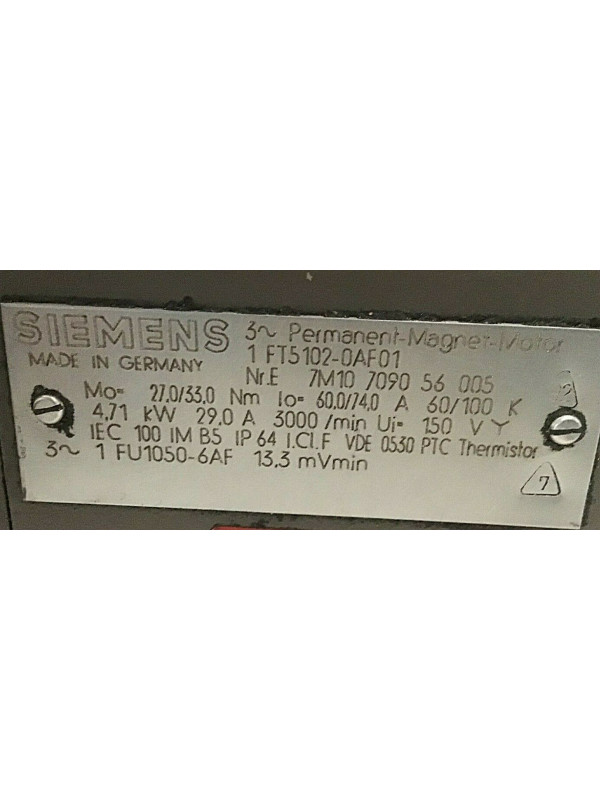 SIEMENS 3~ Permanent-Magnet-Motor
MADE IN GERMANY 1 FT5102-0AF01
Nr.E 7M10 7090 56 005
Mo= 27.0/33.0 Nm Io= 60.0/74.0 A 60/100 K
4.71 kW 29.0 A 3000 /min Ui= 150 V Y
IEC 100 IM B5 IP 64 I.Cl.F VDE 0530 PTC Thermistor
3~ 1 FU1050-6AF 13.3 mVmin
7